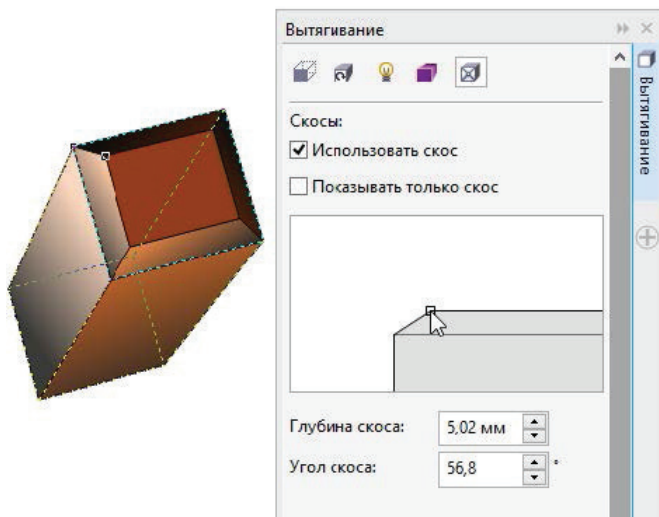 Вытягивание
Вытягивание
Скосы:
Использовать скос
Показывать только скос
Глубина скоса: 5,02 мм
Угол скоса: 56,8 °